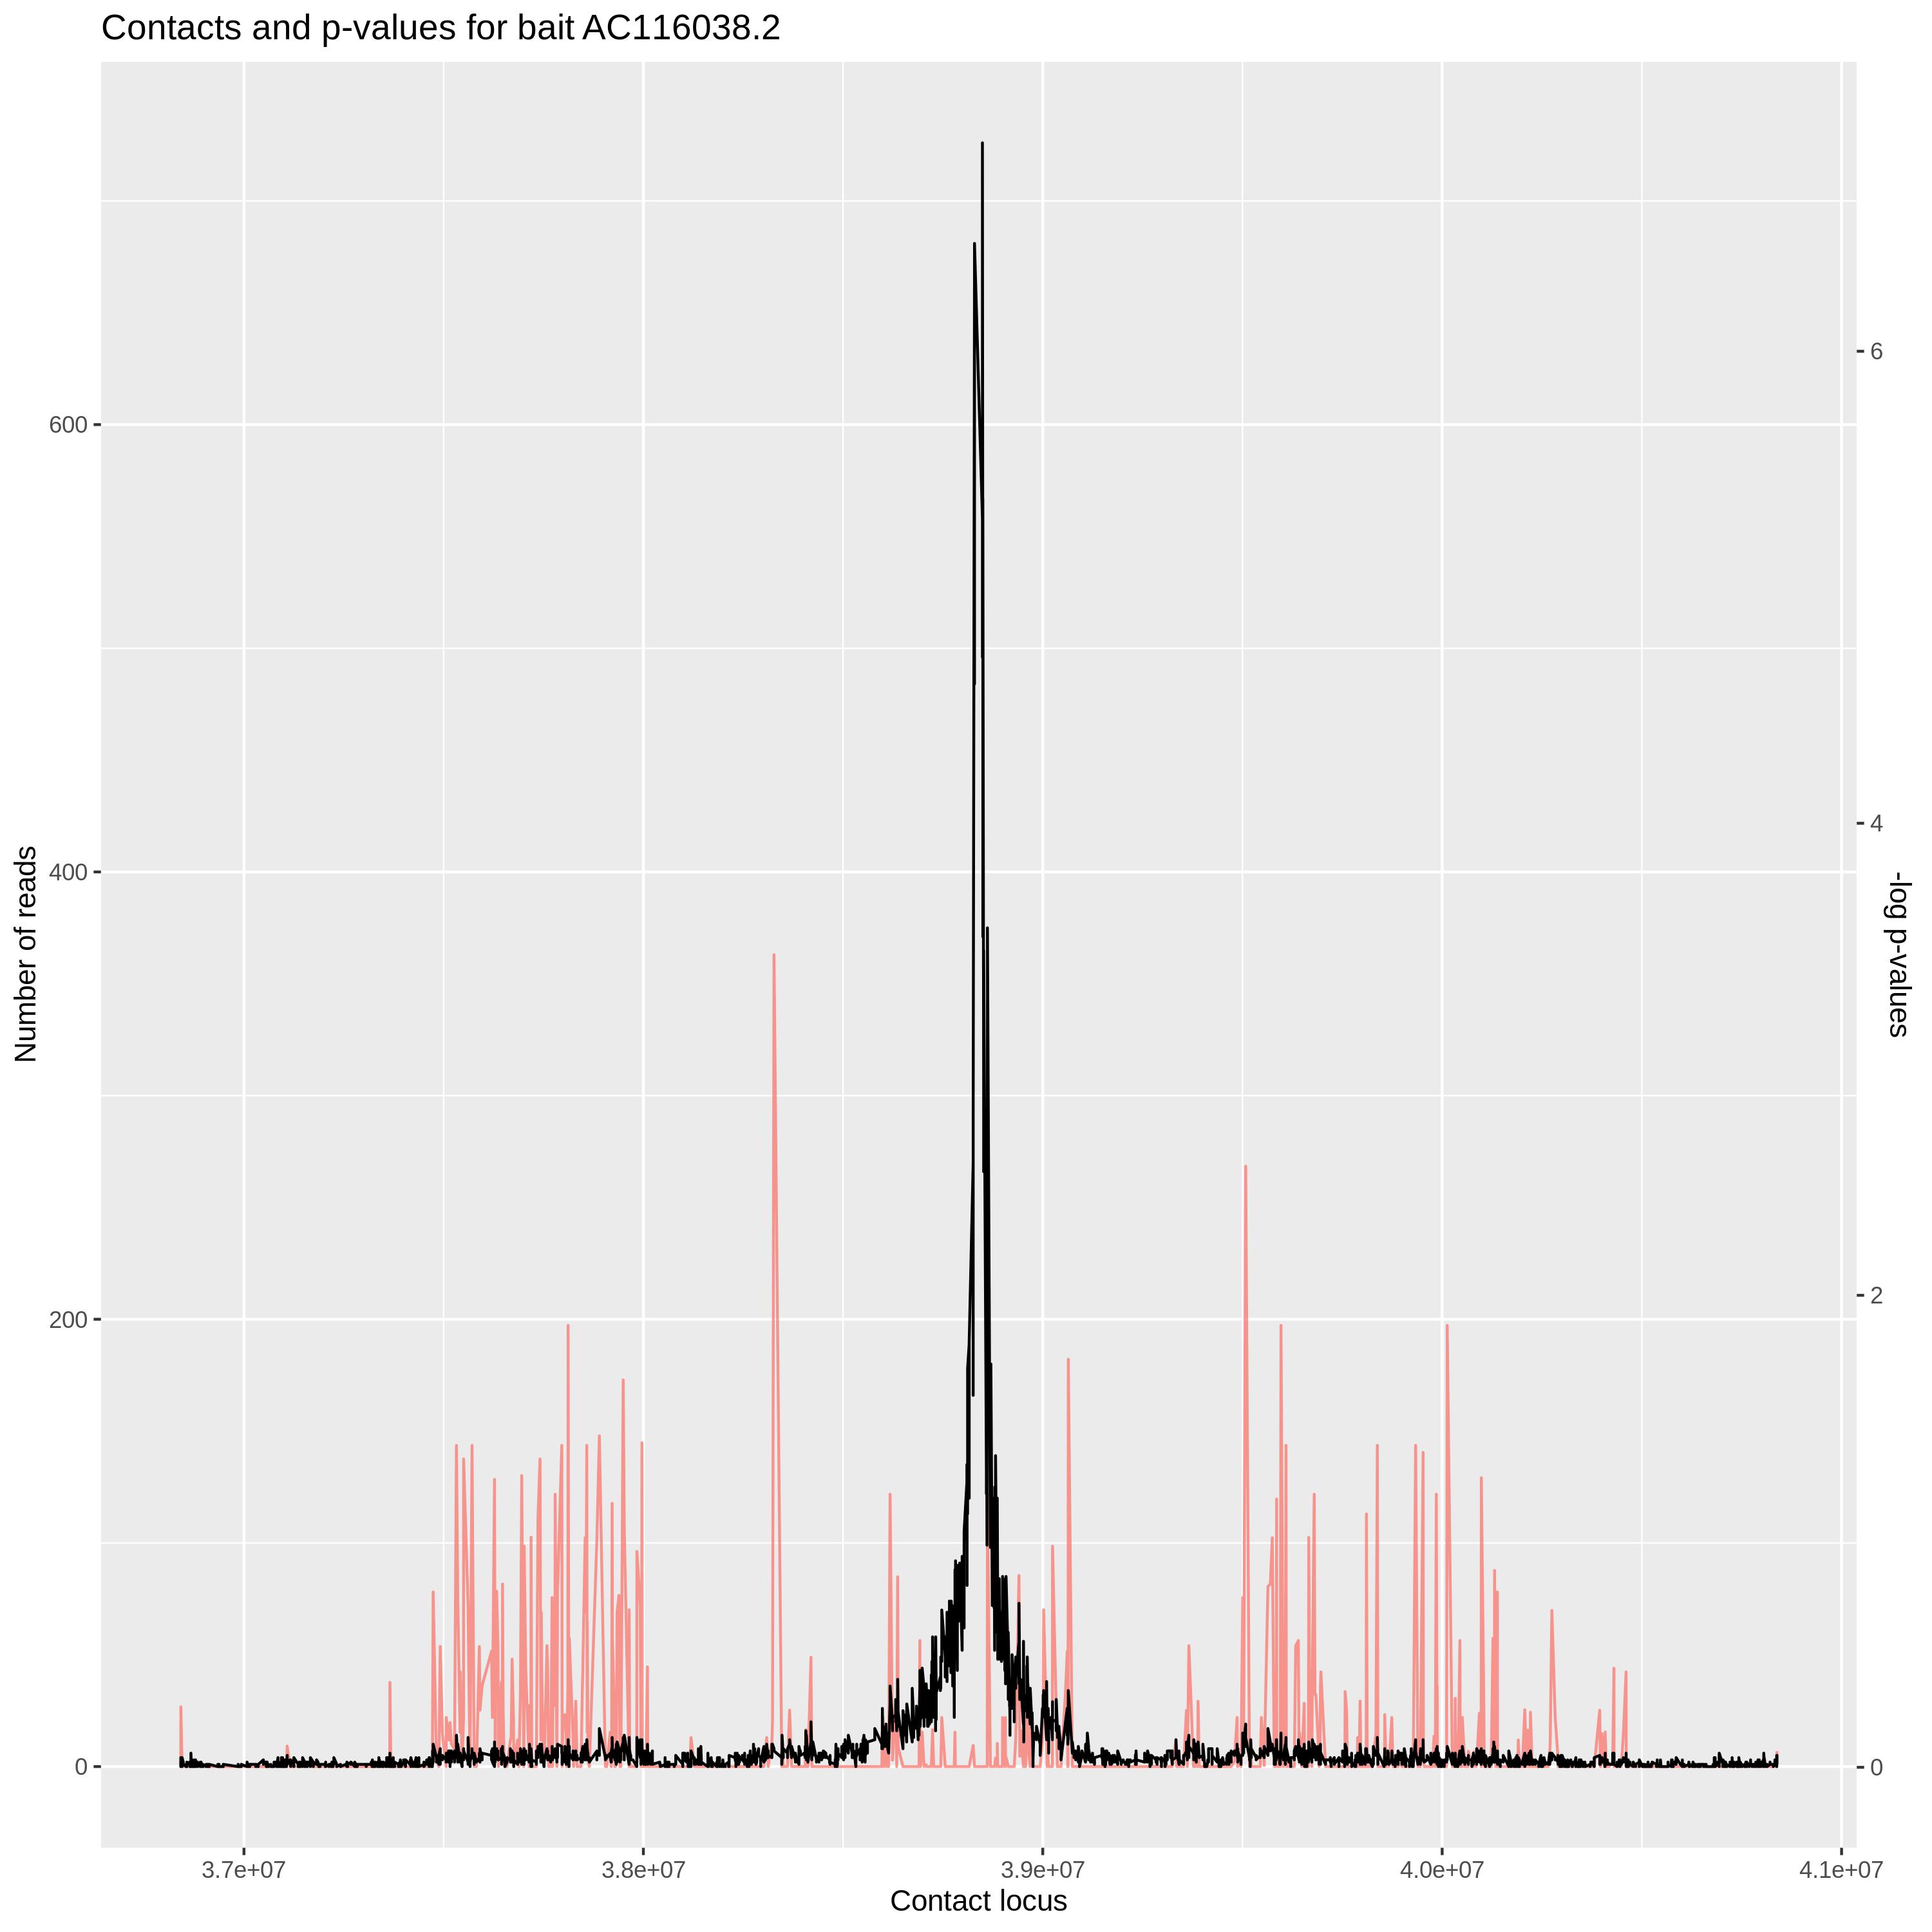 Contacts and p-values for bait AC116038.2
Number of reads
600
400
200
0
6
4
2
0
-log p-values
3.7e+07
3.8e+07
3.9e+07
4.0e+07
4.1e+07
Contact locus